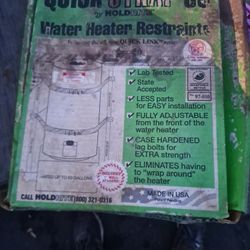 QUICK STRAP
BY HOLDRITE
Water Heater Restraints
QUICK LINK
✓ Lab Tested
✓ State
Accepted
✓ LESS parts
for EASY installation
✓ FULLY ADJUSTABLE
from the front of the
water heater
✓ CASE HARDENED
lag bolts for
EXTRA strength
✓ ELIMINATES having
to "wrap around"
the heater
MADE IN USA
CALL HOLDRITE (800) 321-0316